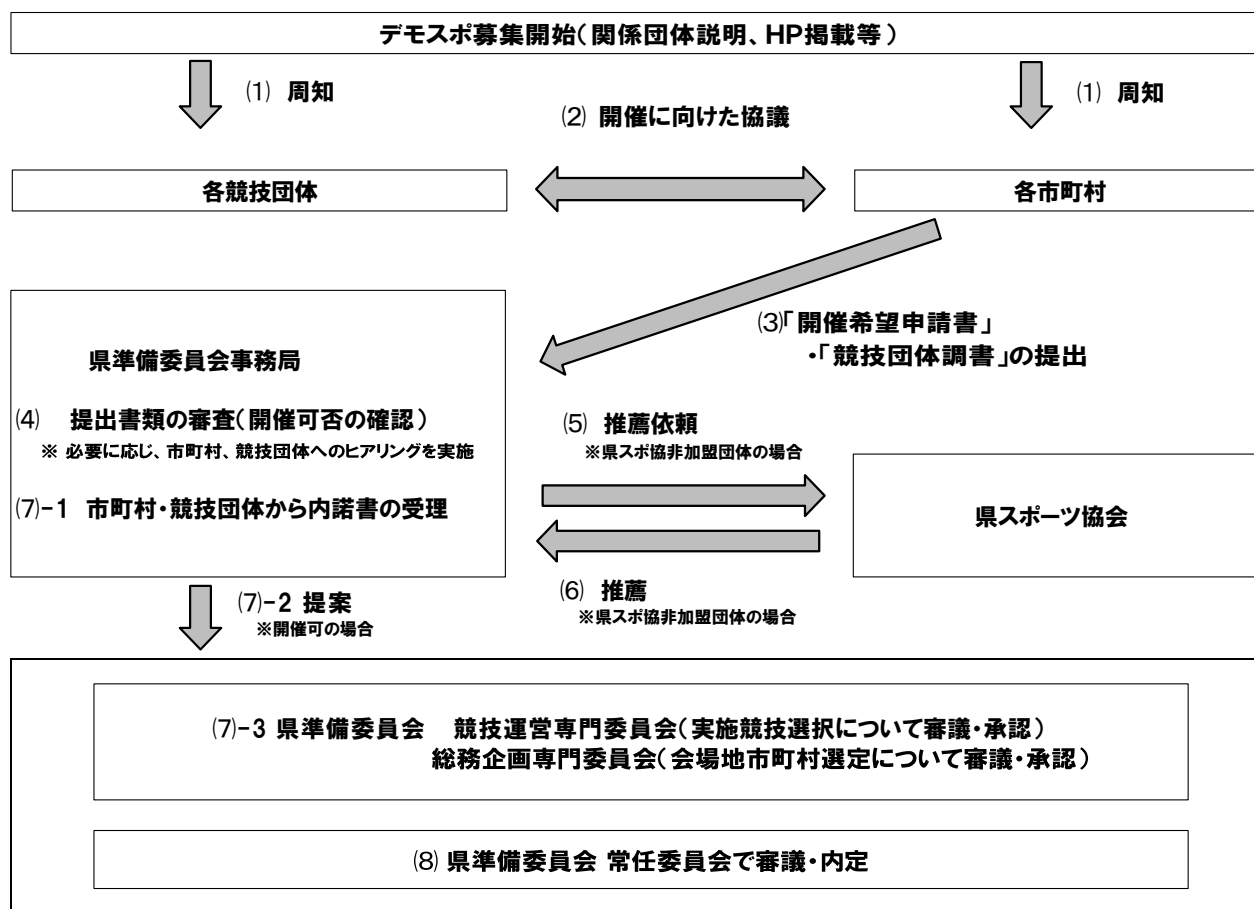 デモスポ募集開始（関係団体説明、HP掲載等）
⑴ 周知
⑴ 周知
⑵ 開催に向けた協議
各競技団体
各市町村
⑶「開催希望申請書」
・「競技団体調書」の提出
県準備委員会事務局
⑷ 提出書類の審査（開催可否の確認）
※ 必要に応じ、市町村、競技団体へのヒアリングを実施
⑺-1 市町村・競技団体から内諾書の受理
⑸ 推薦依頼
※県スポ協非加盟団体の場合
県スポーツ協会
⑹ 推薦
※県スポ協非加盟団体の場合
⑺-2 提案
※開催可の場合
⑺-3 県準備委員会 競技運営専門委員会（実施競技選択について審議・承認）
総務企画専門委員会（会場地市町村選定について審議・承認）
⑻ 県準備委員会 常任委員会で審議・内定